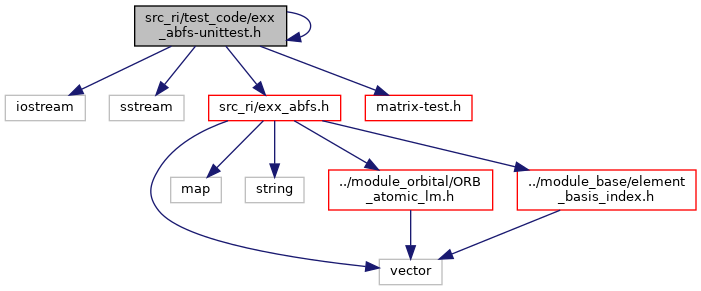 src_ri/test_code/exx
_abfs-unittest.h
iostream
sstream
src_ri/exx_abfs.h
matrix-test.h
map
string
../module_orbital/ORB
_atomic_lm.h
../module_base/element
_basis_index.h
vector